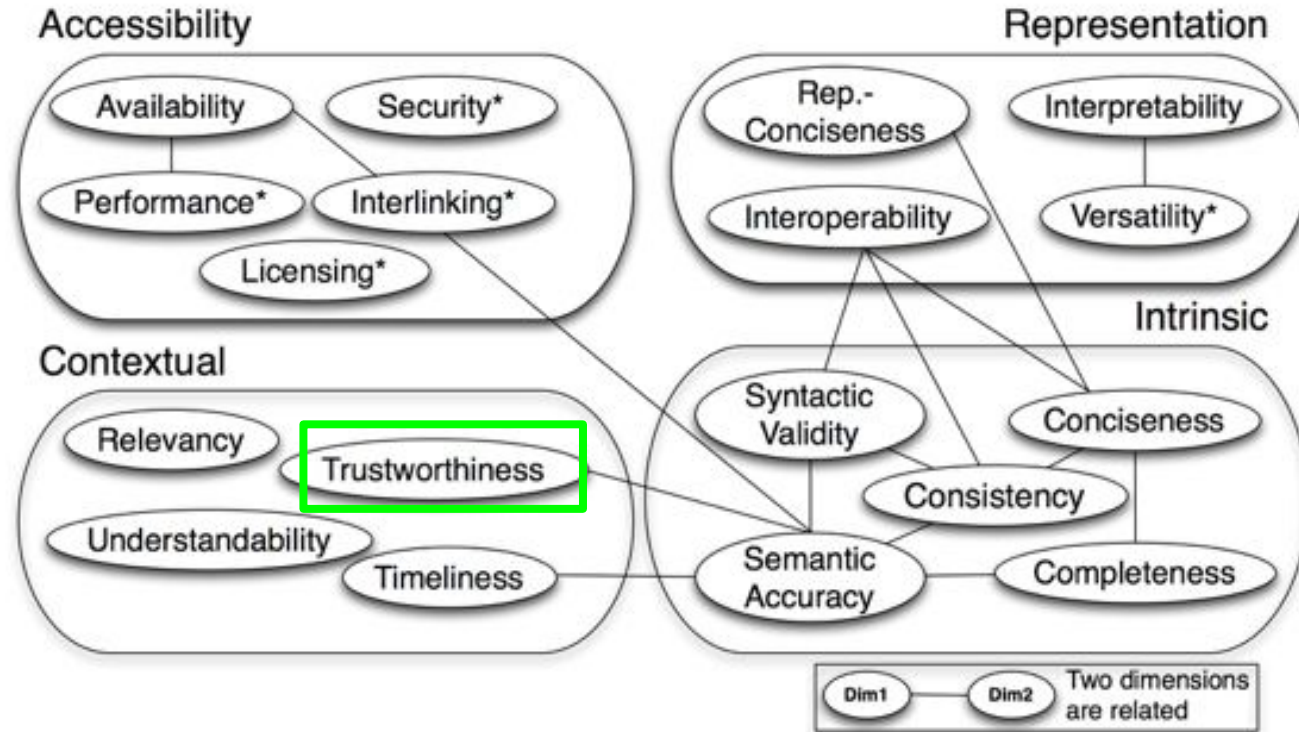 Accessibility
Availability
Security*
Performance*
Interlinking*
Licensing*
Representation
Rep.-
Conciseness
Interpretability
Interoperability
Versatility*
Contextual
Relevancy
Trustworthiness
Understandability
Timeliness
Intrinsic
Syntactic
Validity
Conciseness
Consistency
Semantic
Accuracy
Completeness
Dim1
Dim2
Two dimensions
are related